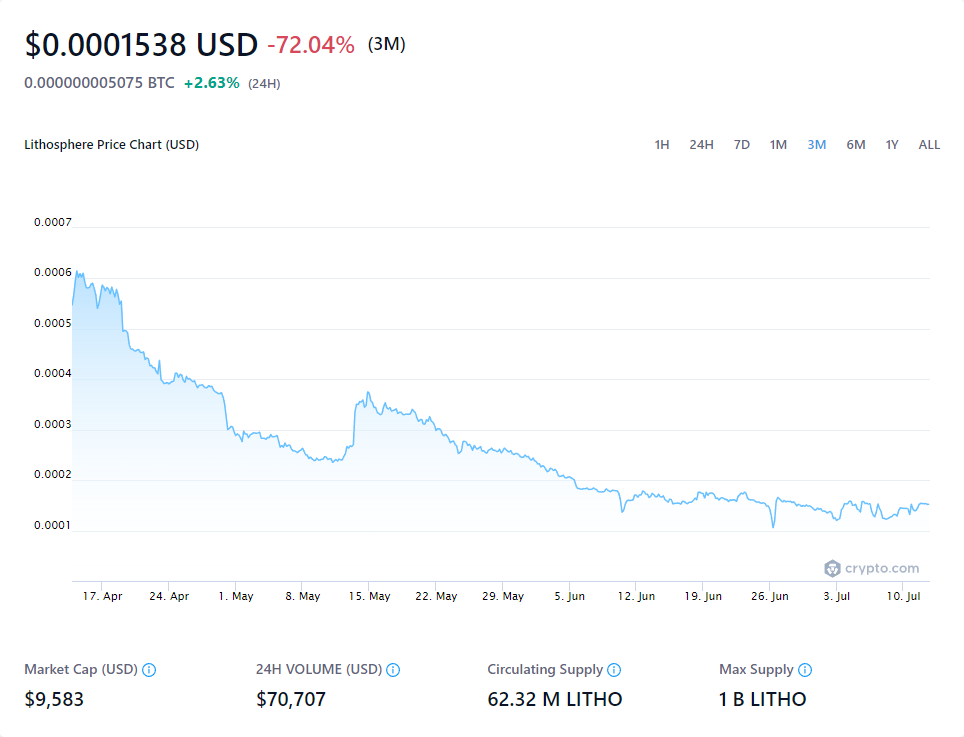 $0.0001538 USD -72.04% (3M)
0.000000005075 BTC +2.63% (24H)
Lithosphere Price Chart (USD)
1H 24H 7D 1M 3M 6M 1Y ALL
0.0007
0.0006
0.0005
0.0004
0.0003
0.0002
0.0001
crypto.com
17. Apr 24. Apr 1. May 8. May 15. May 22. May 29. May 5. Jun 12. Jun 19. Jun 26. Jun 3. Jul 10. Jul
Market Cap (USD) 24H VOLUME (USD) Circulating Supply Max Supply
$9,583 $70,707 62.32 M LITHO 1 B LITHO